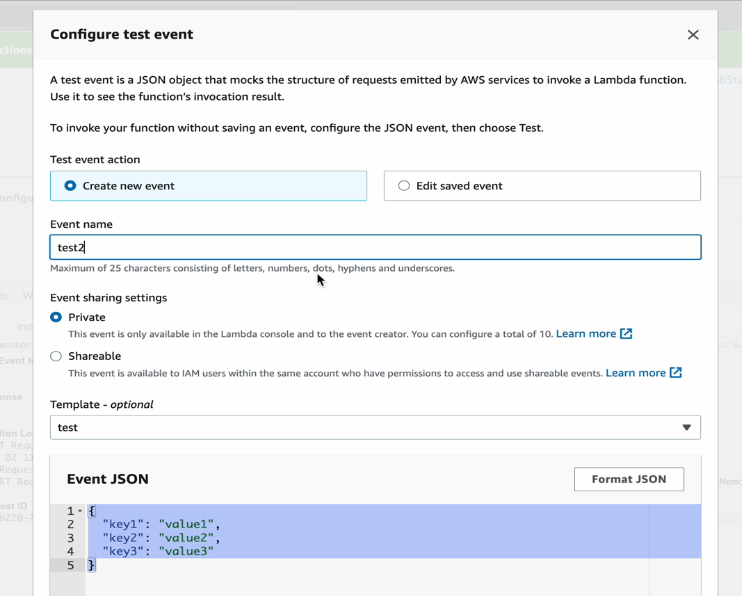 Configure test event
A test event is a JSON object that mocks the structure of requests emitted by AWS services to invoke a Lambda function.
Use it to see the function's invocation result.
To invoke your function without saving an event, configure the JSON event, then choose Test.
Test event action
Create new event
Edit saved event
Event name
test2
Maximum of 25 characters consisting of letters, numbers, dots, hyphens and underscores.
Event sharing settings
Private
This event is only available in the Lambda console and to the event creator. You can configure a total of 10. Learn more
Shareable
This event is available to IAM users within the same account who have permissions to access and use shareable events. Learn more
Template - optional
test
Event JSON
Format JSON
1 {
2 "key1": "value1",
3 "key2": "value2",
4 "key3": "value3"
5 }